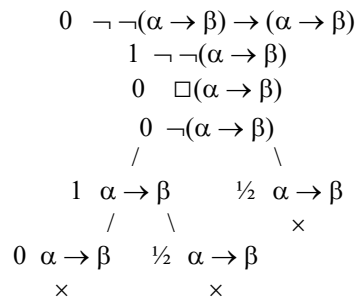 0 ¬ ¬(α → β) → (α → β)
1 ¬ ¬(α → β)
0 □(α → β)
0 ¬(α → β)
/ \
1 α → β ½ α → β
/ \ ×
0 α → β ½ α → β
× ×